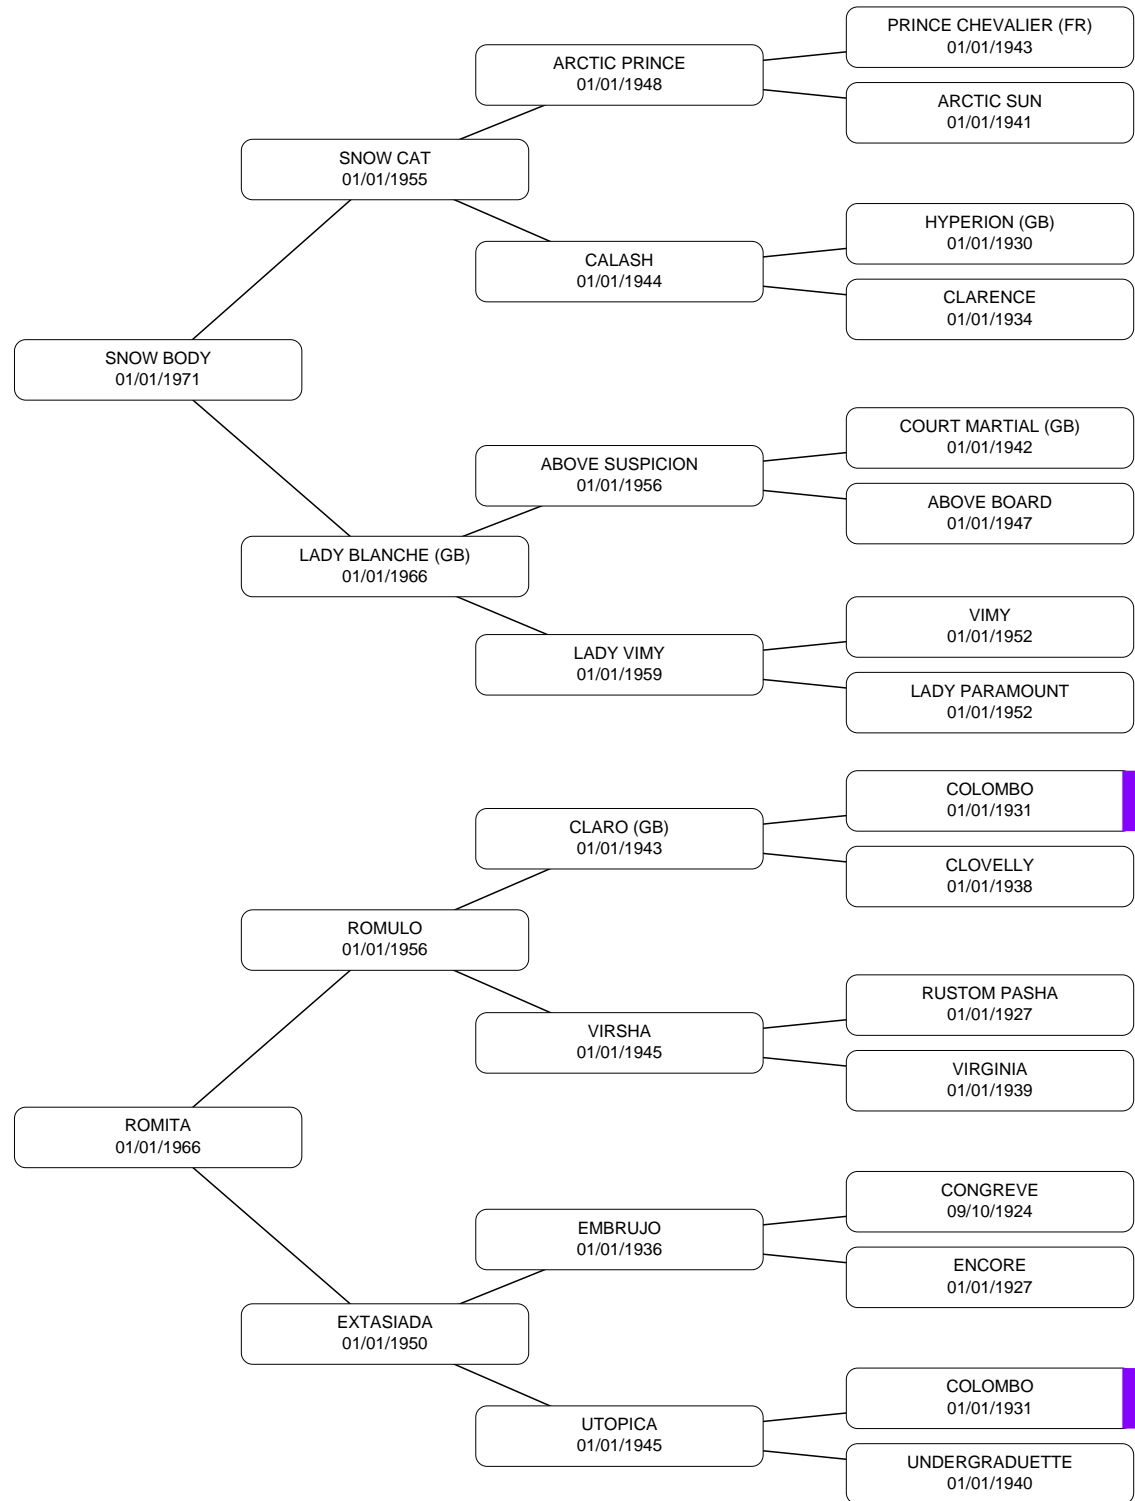 PRINCE CHEVALIER (FR)
01/01/1943
ARCTIC PRINCE
01/01/1948
ARCTIC SUN
01/01/1941
SNOW CAT
01/01/1955
HYPERION (GB)
01/01/1930
CALASH
01/01/1944
CLARENCE
01/01/1934
SNOW BODY
01/01/1971
COURT MARTIAL (GB)
01/01/1942
ABOVE SUSPICION
01/01/1956
ABOVE BOARD
01/01/1947
LADY BLANCHE (GB)
01/01/1966
VIMY
01/01/1952
LADY VIMY
01/01/1959
LADY PARAMOUNT
01/01/1952
COLOMBO
01/01/1931
CLARO (GB)
01/01/1943
CLOVELLY
01/01/1938
ROMULO
01/01/1956
RUSTOM PASHA
01/01/1927
VIRSHA
01/01/1945
VIRGINIA
01/01/1939
ROMITA
01/01/1966
CONGREVE
09/10/1924
EMBRUJO
01/01/1936
ENCORE
01/01/1927
EXTASIADA
01/01/1950
COLOMBO
01/01/1931
UTOPICA
01/01/1945
UNDERGRADUETTE
01/01/1940